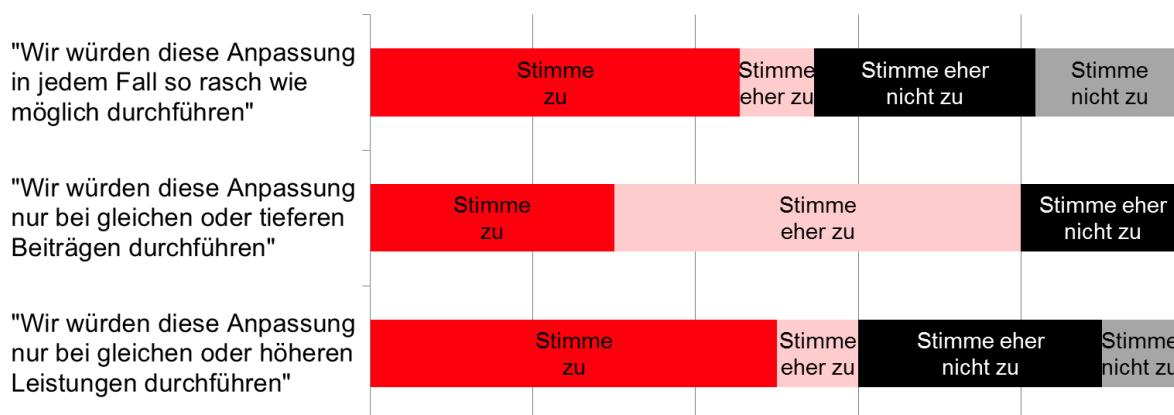 "Wir würden diese Anpassung
in jedem Fall so rasch wie
möglich durchführen"
Stimme
zu
Stimme
eher zu
Stimme eher
nicht zu
Stimme
nicht zu
"Wir würden diese Anpassung
nur bei gleichen oder tieferen
Beiträgen durchführen"
Stimme
zu
Stimme
eher zu
Stimme eher
nicht zu
"Wir würden diese Anpassung
nur bei gleichen oder höheren
Leistungen durchführen"
Stimme
zu
Stimme
eher zu
Stimme eher
nicht zu
Stimme
nicht zu